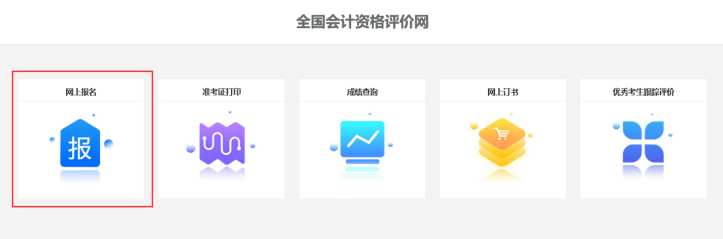 全国会计资格评价网
网上报名
准考证打印
成绩查询
网上订书
优秀考生跟踪评价
报